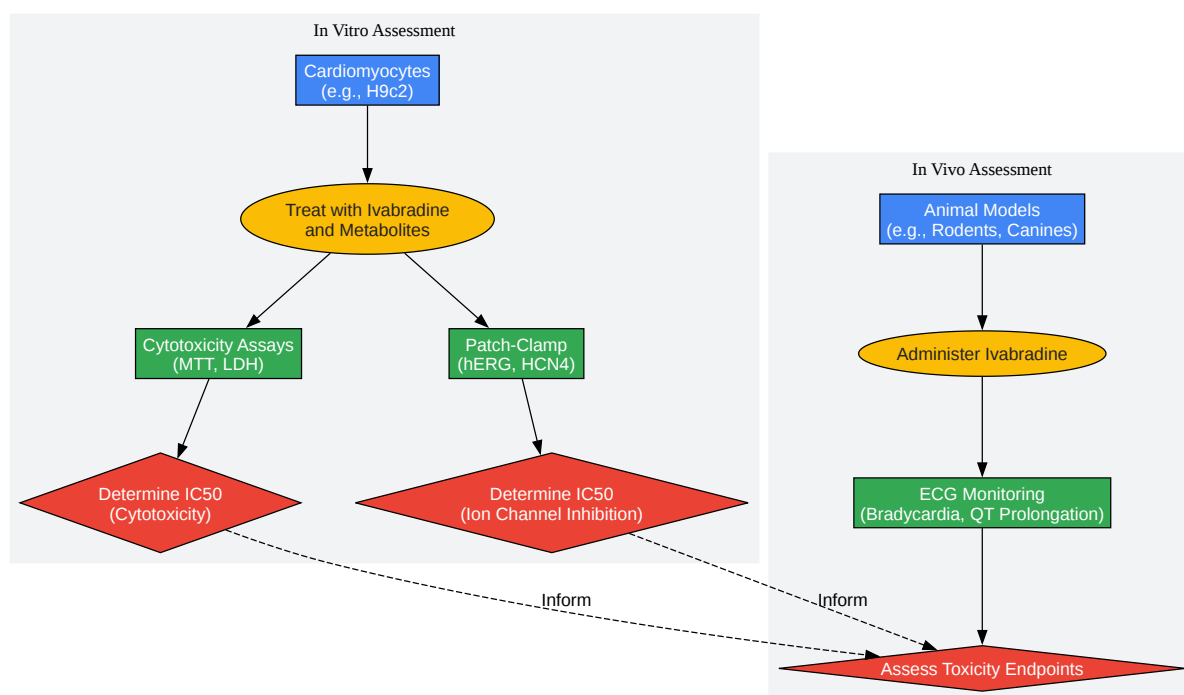 In Vitro Assessment
Cardiomyocytes
(e.g., H9c2)
Treat with Ivabradine
and Metabolites
Cytotoxicity Assays
(MTT, LDH)
Patch-Clamp
(hERG, HCN4)
Determine IC50
(Cytotoxicity)
Determine IC50
(Ion Channel Inhibition)
Inform
Inform
In Vivo Assessment
Animal Models
(e.g., Rodents, Canines)
Administer Ivabradine
ECG Monitoring
(Bradycardia, QT Prolongation)
Assess Toxicity Endpoints